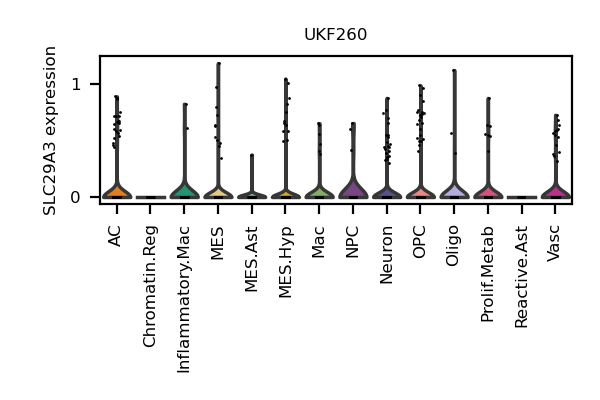 UKF260
SLC29A3 expression
1
0
AC
Chromatin.Reg
Inflammatory.Mac
MES
MES.Ast
MES.Hyp
Mac
NPC
Neuron
OPC
Oligo
Prolif.Metab
Reactive.Ast
Vasc